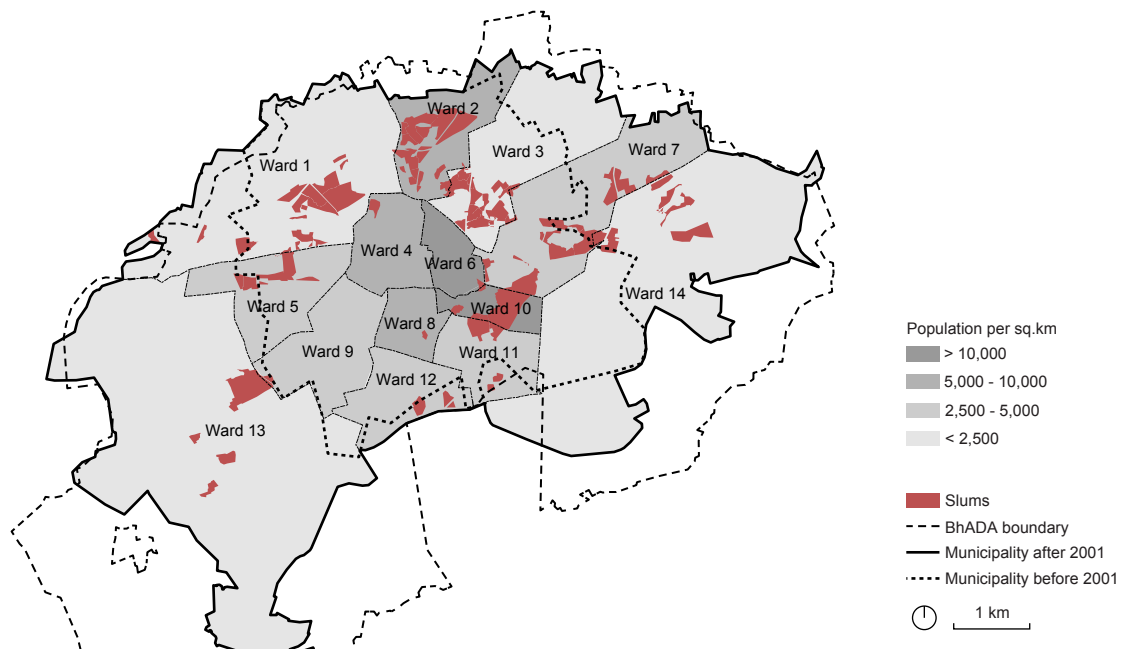 Ward 2
Ward 1
Ward 3
Ward 7
Ward 4
Ward 6
Ward 14
Ward 5
Ward 10
Ward 8
Ward 9
Ward 11
Ward 12
Ward 13
Population per sq.km
> 10,000
5,000 - 10,000
2,500 - 5,000
< 2,500
Slums
BhADA boundary
Municipality after 2001
Municipality before 2001
1 km